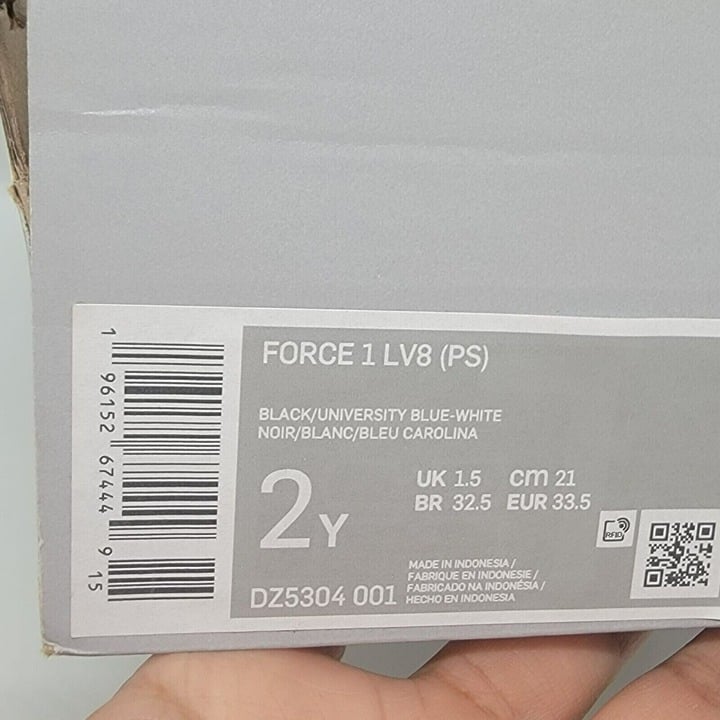 FORCE 1 LV8 (PS)
BLACK/UNIVERSITY BLUE-WHITE
NOIR/BLANC/BLEU CAROLINA
2Y
UK 1.5 cm 21
BR 32.5 EUR 33.5
RFID
DZ5304 001
MADE IN INDONESIA /
FABRIQUE EN INDONESIE /
FABRICADO NA INDONÉSIA /
HECHO EN INDONESIA
1 96152 67444 9 15